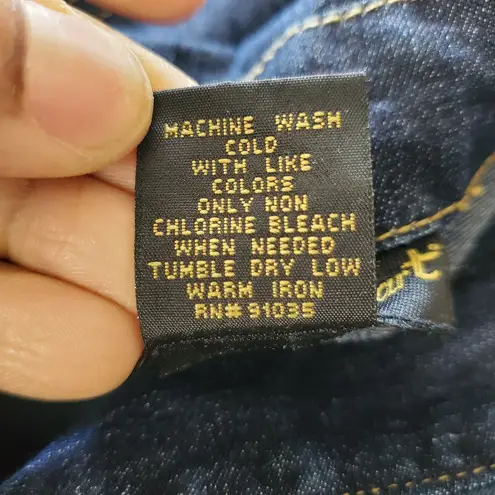 MACHINE WASH
COLD
WITH LIKE
COLORS
ONLY NON
CHLORINE BLEACH
WHEN NEEDED
TUMBLE DRY LOW
WARM IRON
RN#91035